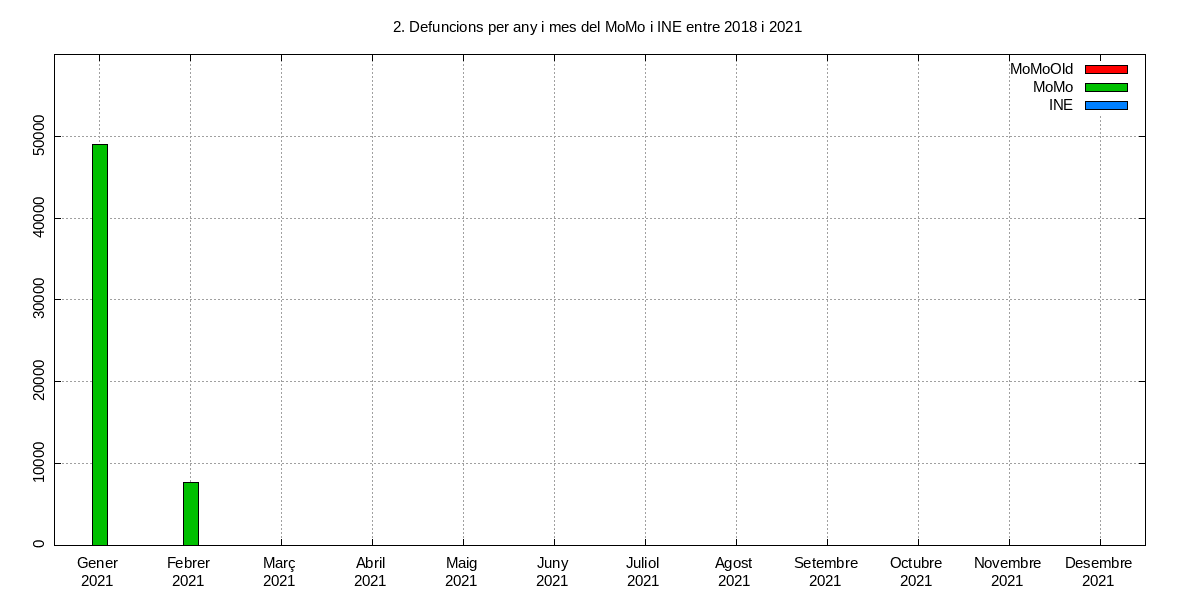 2. Defuncions per any i mes del MoMo i INE entre 2018 i 2021
MoMoOld
MoMo
INE
50000
40000
30000
20000
10000
0
Gener Febrer Març Abril Maig Juny Juliol Agost Setembre Octubre Novembre Desembre
2021 2021 2021 2021 2021 2021 2021 2021 2021 2021 2021 2021